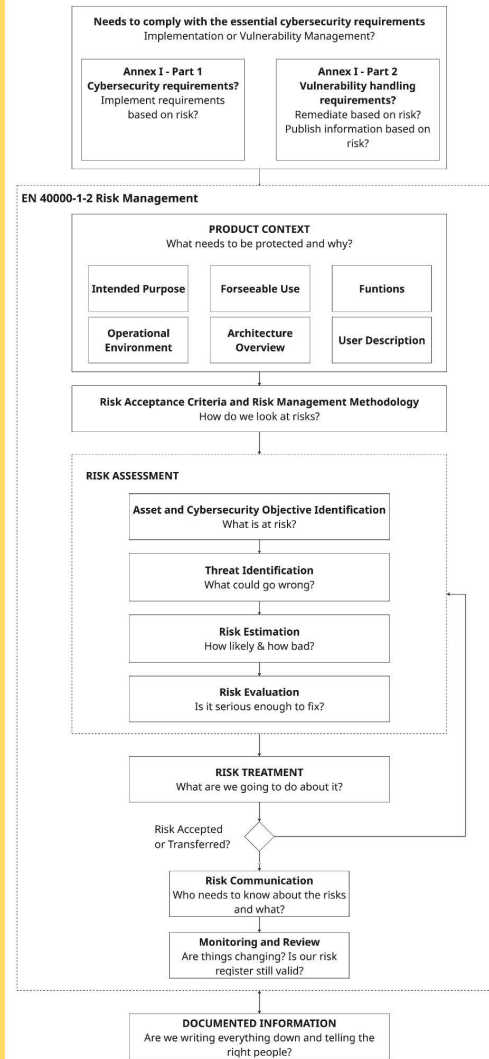 Needs to comply with the essential cybersecurity requirements
Implementation or Vulnerability Management?
Annex I - Part 1
Cybersecurity requirements?
Implement requirements
based on risk?
Annex I - Part 2
Vulnerability handling
requirements?
Remediate based on risk?
Publish information based on
risk?
EN 40000-1-2 Risk Management
PRODUCT CONTEXT
What needs to be protected and why?
Intended Purpose
Forseeable Use
Funtions
Operational
Environment
Architecture
Overview
User Description
Risk Acceptance Criteria and Risk Management Methodology
How do we look at risks?
RISK ASSESSMENT
Asset and Cybersecurity Objective Identification
What is at risk?
Threat Identification
What could go wrong?
Risk Estimation
How likely & how bad?
Risk Evaluation
Is it serious enough to fix?
RISK TREATMENT
What are we going to do about it?
Risk Accepted
or Transferred?
Risk Communication
Who needs to know about the risks
and what?
Monitoring and Review
Are things changing? Is our risk
register still valid?
DOCUMENTED INFORMATION
Are we writing everything down and telling the
right people?